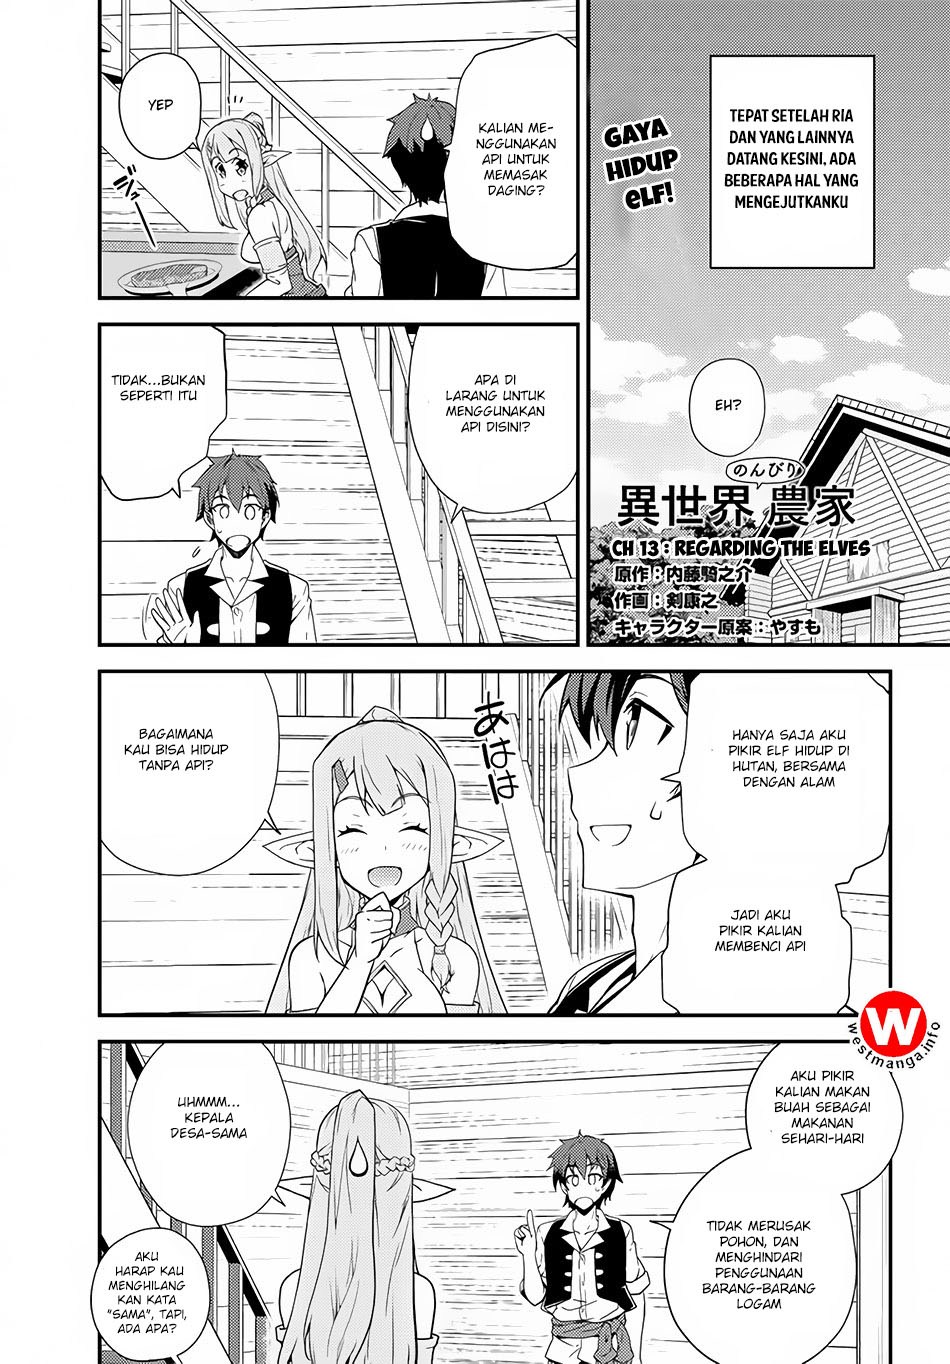 TEPAT SETELAH RIA
DAN YANG LAINNYA
DATANG KESINI, ADA
BEBERAPA HAL YANG
MENGEJUTKANKU
GAYA
HIDUP
eLF!
EH?
のんびり
異世界 農家
CH 13 : REGARDING THE ELVES
原作：内藤騎之介
作画：剣康之
キャラクター原案：やすも
KALIAN ME-
NGGUNAKAN
API UNTUK
MEMASAK
DAGING?
YEP
APA DI
LARANG UNTUK
MENGGUNAKAN
API DISINI?
TIDAK...BUKAN
SEPERTI ITU
HANYA SAJA AKU
PIKIR ELF HIDUP DI
HUTAN, BERSAMA
DENGAN ALAM
JADI AKU
PIKIR KALIAN
MEMBENCI API
あはは
BAGAIMANA
KAU BISA HIDUP
TANPA API?
W
westmanga.info
AKU PIKIR
KALIAN MAKAN
BUAH SEBAGAI
MAKANAN
SEHARI-HARI
TIDAK MERUSAK
POHON, DAN
MENGHINDARI
PENGGUNAAN
BARANG-BARANG
LOGAM
UHMMM...
KEPALA
DESA-SAMA
AKU
HARAP KAU
MENGHILANG
KAN KATA
"SAMA", TAPI,
ADA APA?